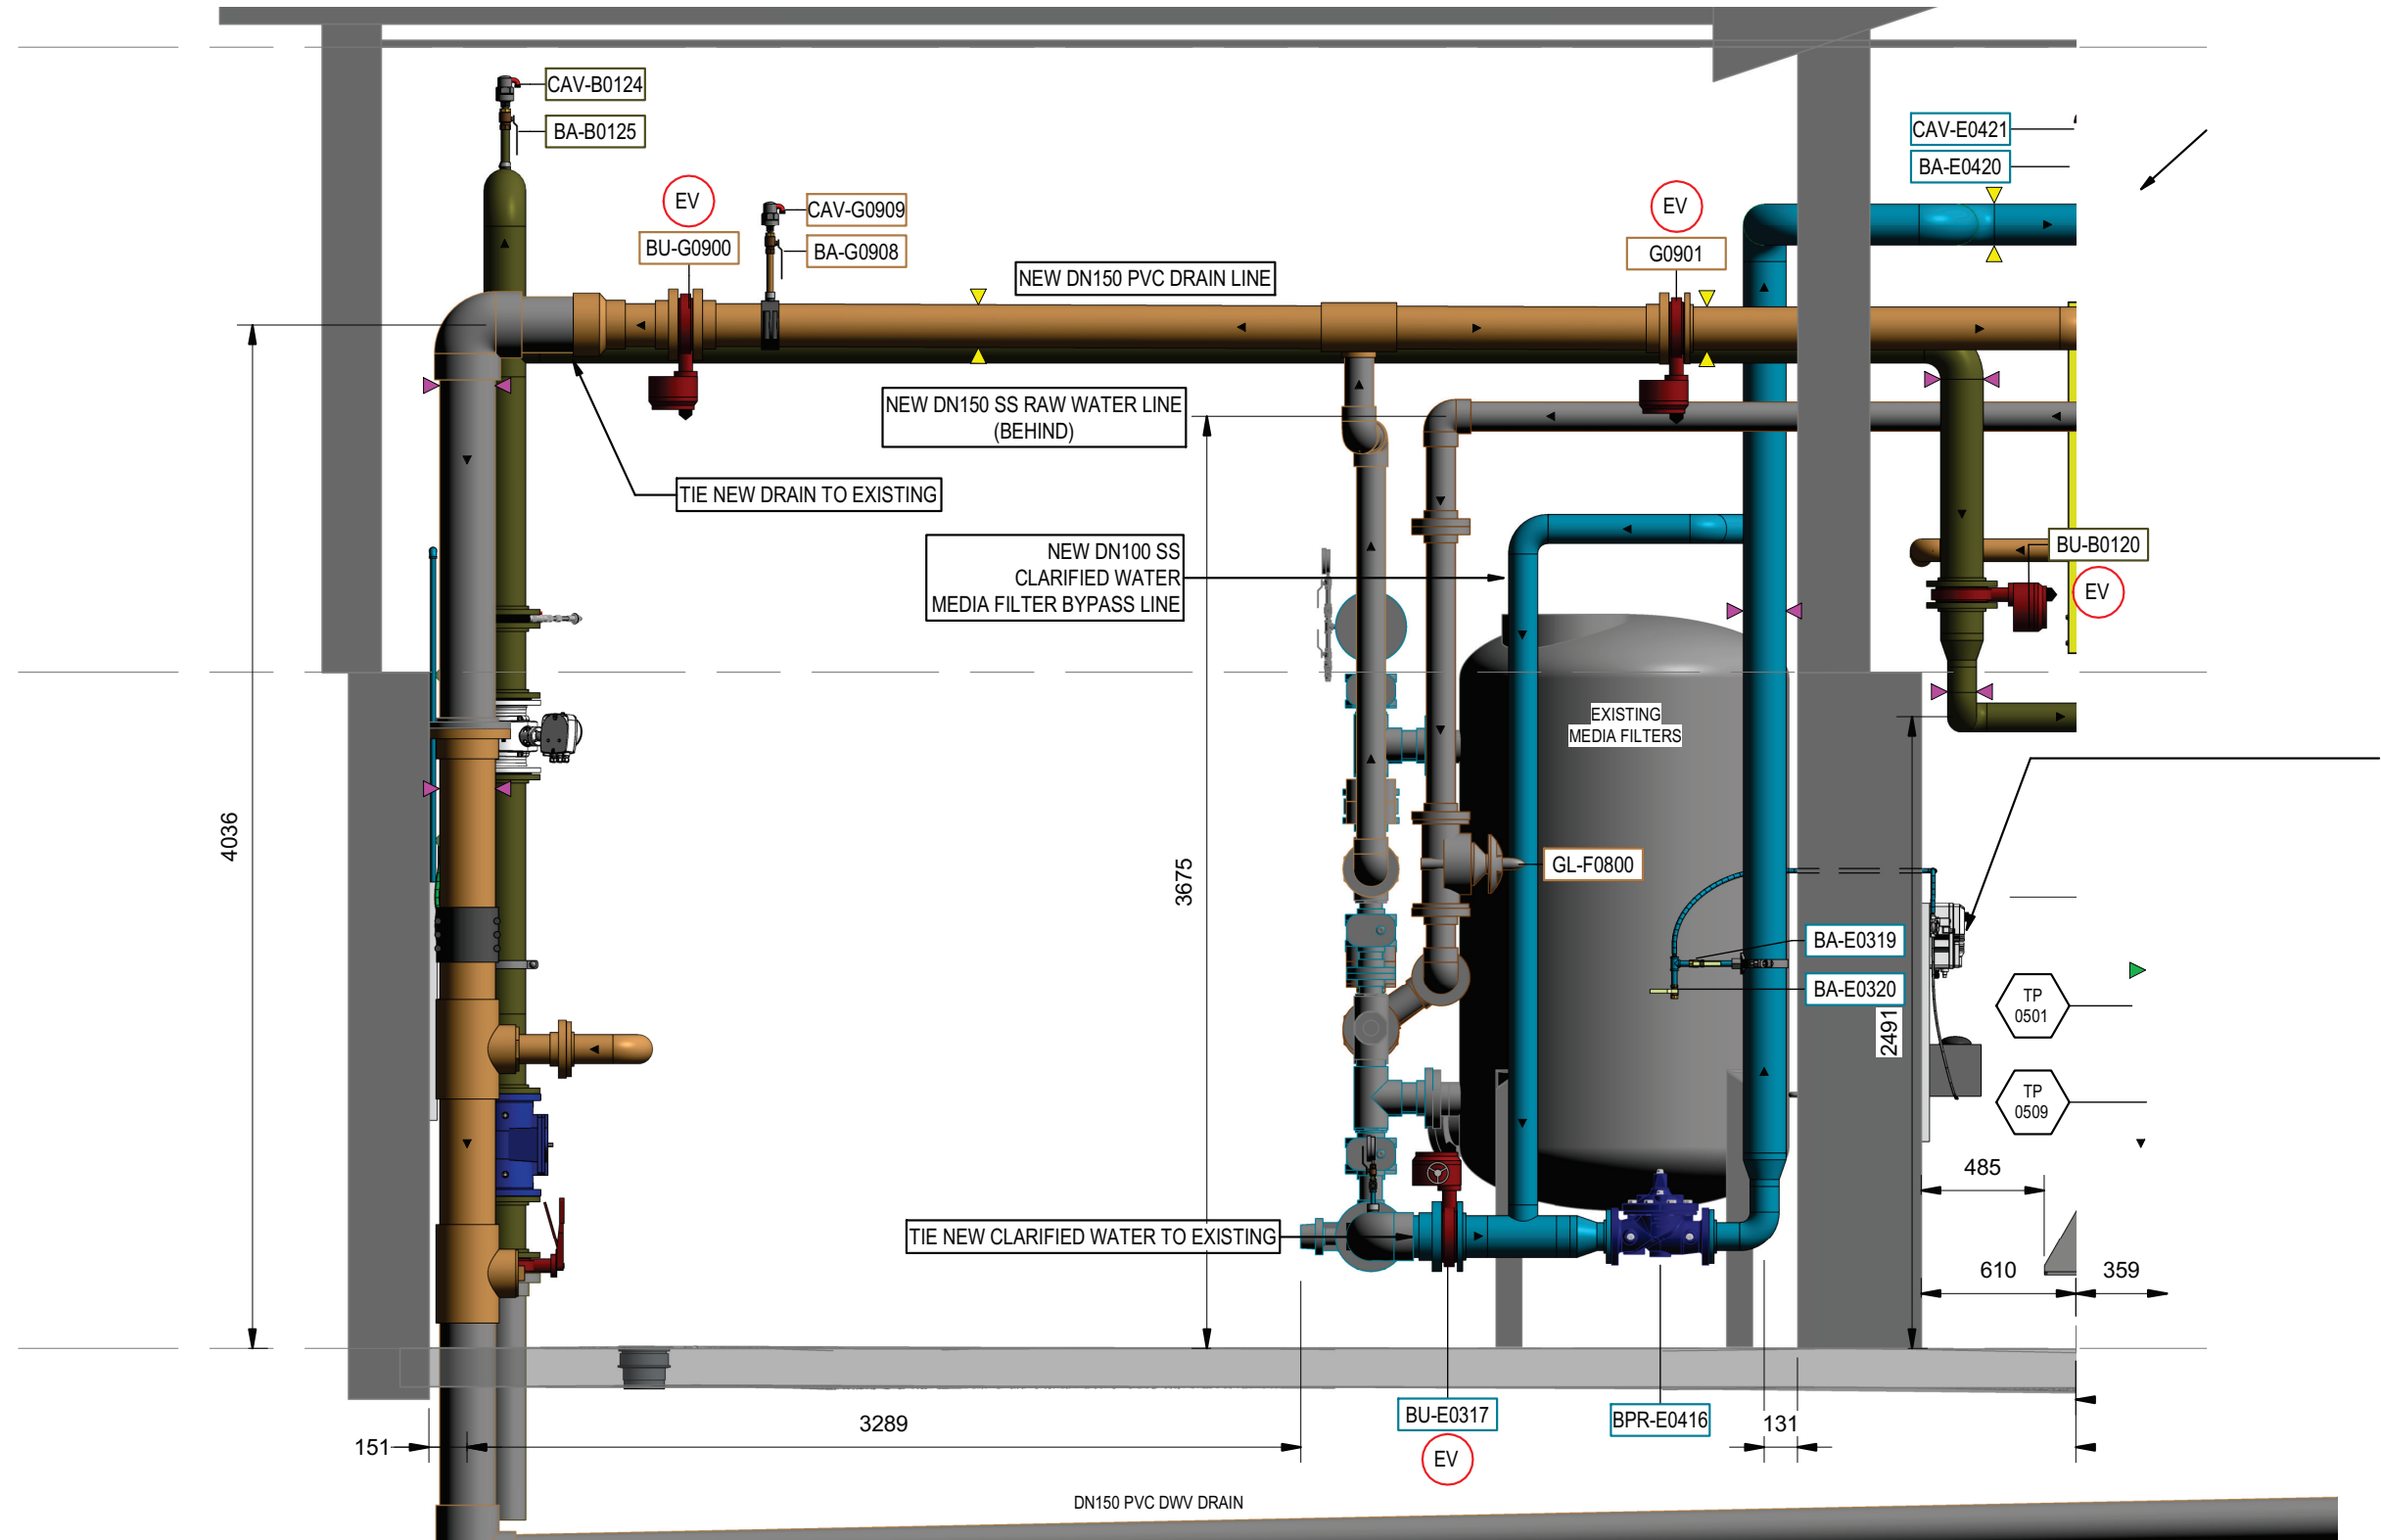 CAV-B0124
BA-B0125
CAV-E0421
BA-E0420
EV
BU-G0900
CAV-G0909
BA-G0908
EV
G0901
NEW DN150 PVC DRAIN LINE
NEW DN150 SS RAW WATER LINE
(BEHIND)
TIE NEW DRAIN TO EXISTING
NEW DN100 SS
CLARIFIED WATER
MEDIA FILTER BYPASS LINE
BU-B0120
EV
EXISTING
MEDIA FILTERS
4036
3675
GL-F0800
BA-E0319
BA-E0320
2491
TP
0501
TP
0509
485
TIE NEW CLARIFIED WATER TO EXISTING
610
359
151
3289
BU-E0317
EV
BPR-E0416
131
DN150 PVC DWV DRAIN